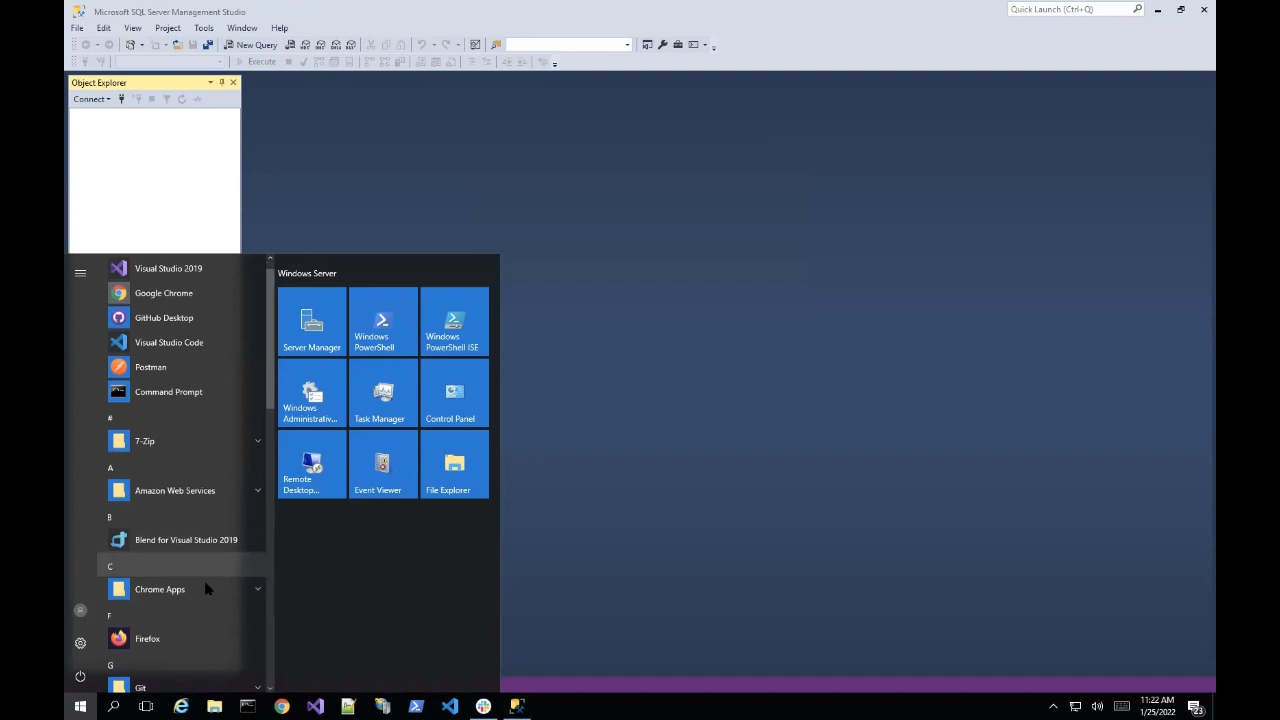 Microsoft SQL Server Management Studio
Quick Launch (Ctrl+Q)
File Edit View Project Tools Window Help
New Query
Execute
Object Explorer
Connect
Visual Studio 2019
Google Chrome
GitHub Desktop
Visual Studio Code
Postman
Command Prompt
#
7-Zip
A
Amazon Web Services
B
Blend for Visual Studio 2019
C
Chrome Apps
F
Firefox
G
Git
Windows Server
Server Manager
Windows
PowerShell
Windows
PowerShell ISE
Windows
Administrativ...
Task Manager
Control Panel
Remote
Desktop...
Event Viewer
File Explorer
11:22 AM
1/25/2022
23